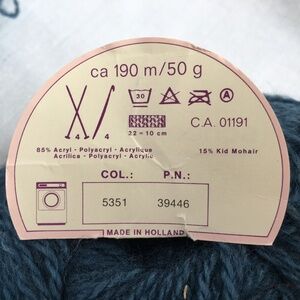 ca 190 m/50 g
30
A
4 4
22 = 10 cm
C.A. 01191
85% Acryl - Polyacryl - Acrylique
Acrilica - Polyacryl - Acrylic
15% Kid Mohair
COL.: P.N.:
5351 39446
MADE IN HOLLAND